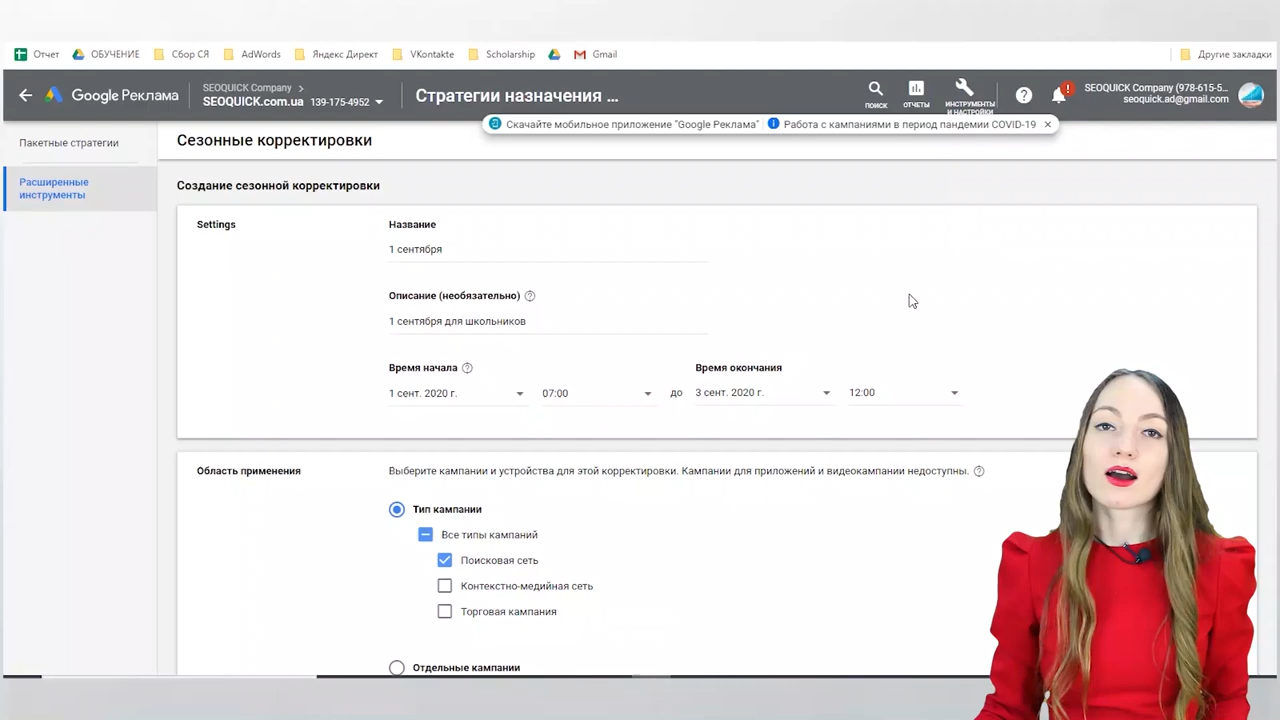 Отчет
ОБУЧЕНИЕ
Сбор СЯ
AdWords
Яндекс Директ
VKontakte
Scholarship
Gmail
Другие закладки
Google Реклама
SEOQUICK Company
SEOQUICK.com.ua 139-175-4952
Стратегии назначения ...
ПОИСК
ОТЧЕТЫ
ИНСТРУМЕНТЫ
И НАСТРОЙКИ
SEOQUICK Company (978-615-5...
seoquick.ad@gmail.com
Скачайте мобильное приложение "Google Реклама"
Работа с кампаниями в период пандемии COVID-19
Пакетные стратегии
Расширенные
инструменты
Сезонные корректировки
Создание сезонной корректировки
Settings
Название
1 сентября
Описание (необязательно)
1 сентября для школьников
Время начала
Время окончания
1 сент. 2020 г. 07:00 до 3 сент. 2020 г. 12:00
Область применения
Выберите кампании и устройства для этой корректировки. Кампании для приложений и видеокампании недоступны.
Тип кампании
Все типы кампаний
Поисковая сеть
Контекстно-медийная сеть
Торговая кампания
Отдельные кампании